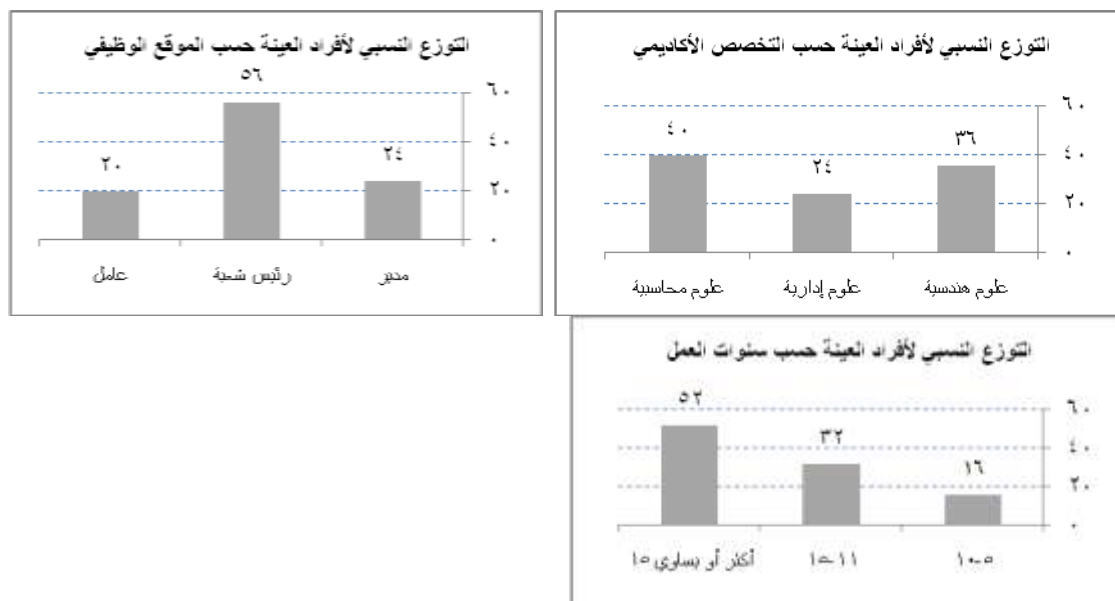 التوزع النسبي لأفراد العينة حسب التخصص الأكاديمي
٦٠
٤٠
٢٠
٠
٣٦
٢٤
٤٠
علوم هندسية
علوم إدارية
علوم محاسبية
التوزع النسبي لأفراد العينة حسب الموقع الوظيفي
٦٠
٤٠
٢٠
٠
٢٤
٥٦
٢٠
مدير
رئيس شعبة
عامل
التوزع النسبي لأفراد العينة حسب سنوات العمل
٦٠
٤٠
٢٠
٠
١٦
٣٢
٥٢
٥-١٠
١١-١٥
أكثر أو يساوي ١٥